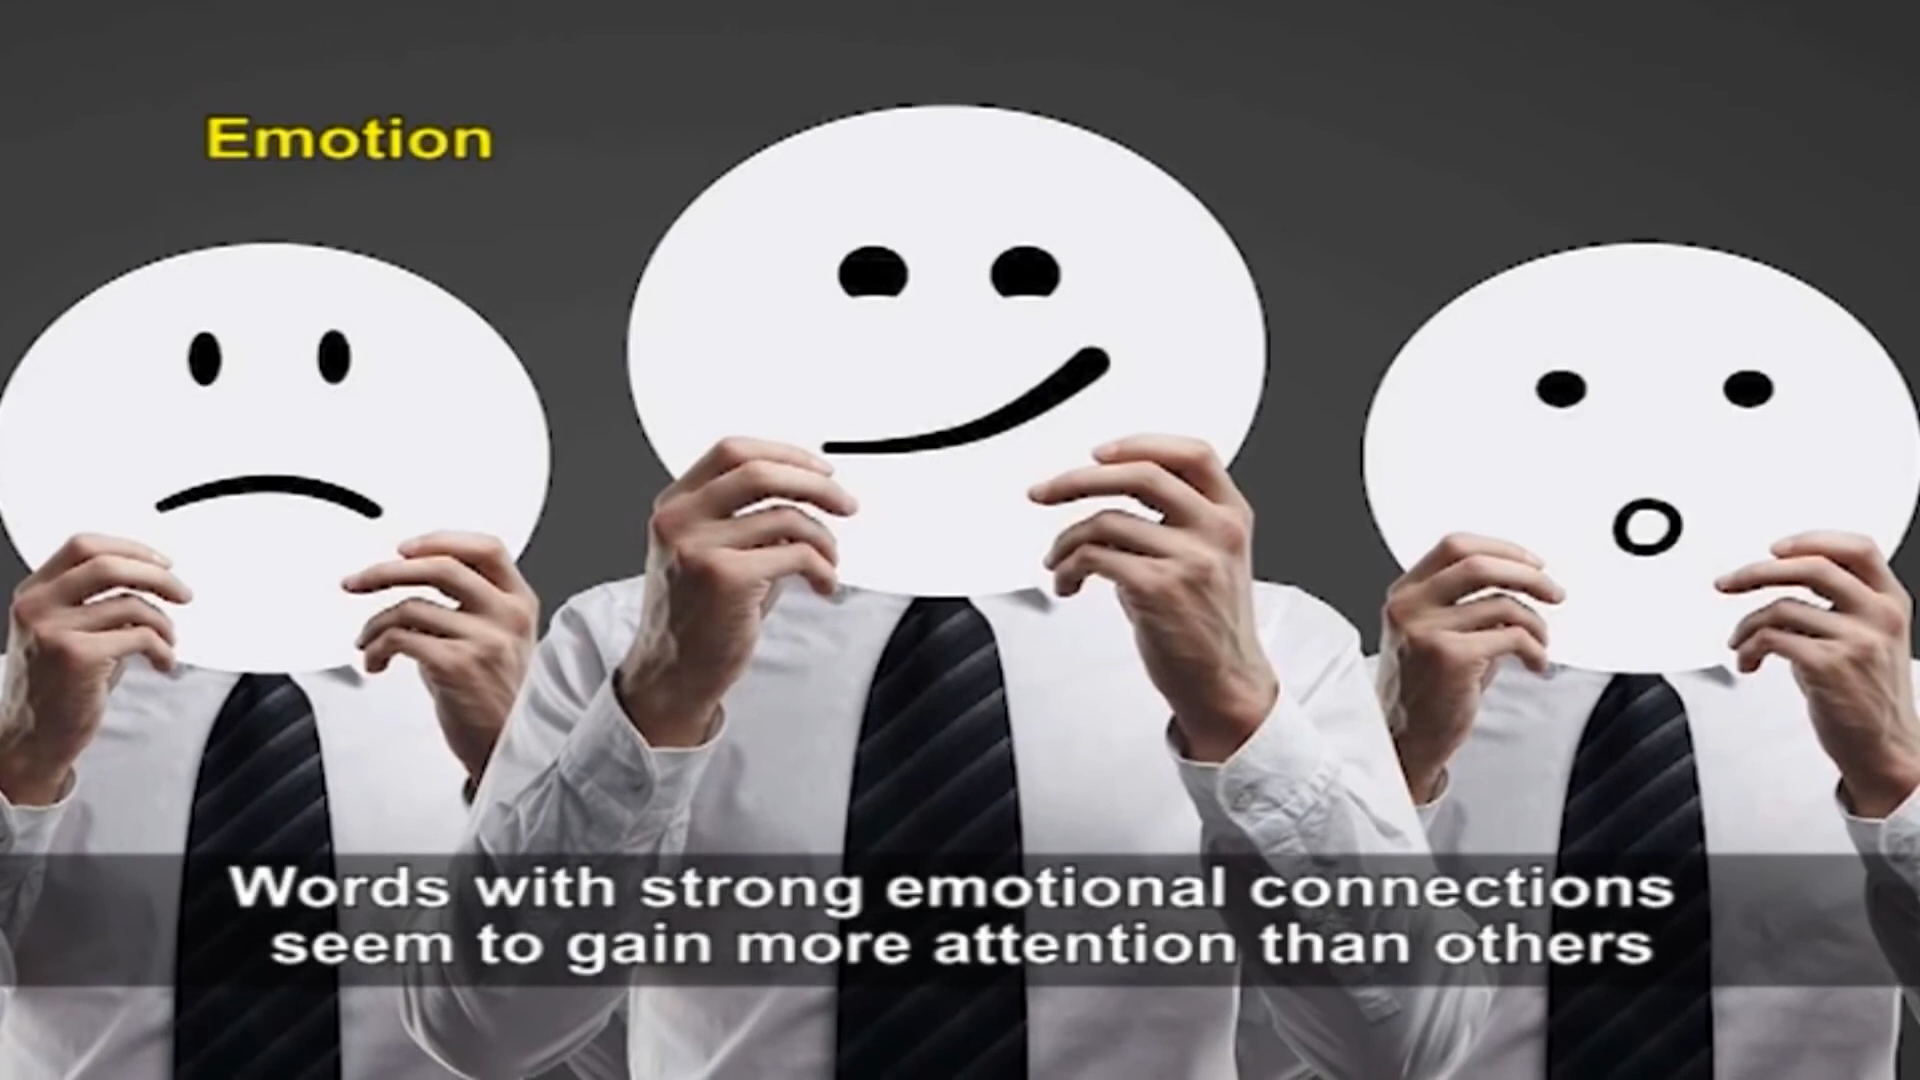 Emotion
Words with strong emotional connections
seem to gain more attention than others